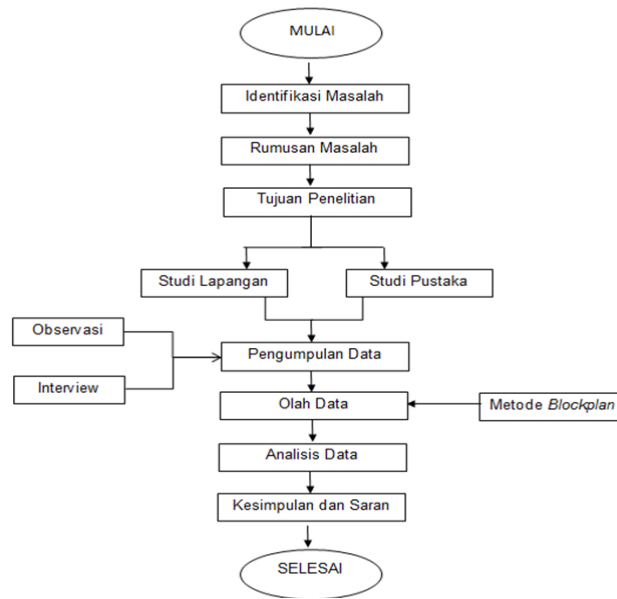 MULAI
Identifikasi Masalah
Rumusan Masalah
Tujuan Penelitian
Studi Lapangan
Studi Pustaka
Observasi
Interview
Pengumpulan Data
Olah Data
Metode Blockplan
Analisis Data
Kesimpulan dan Saran
SELESAI